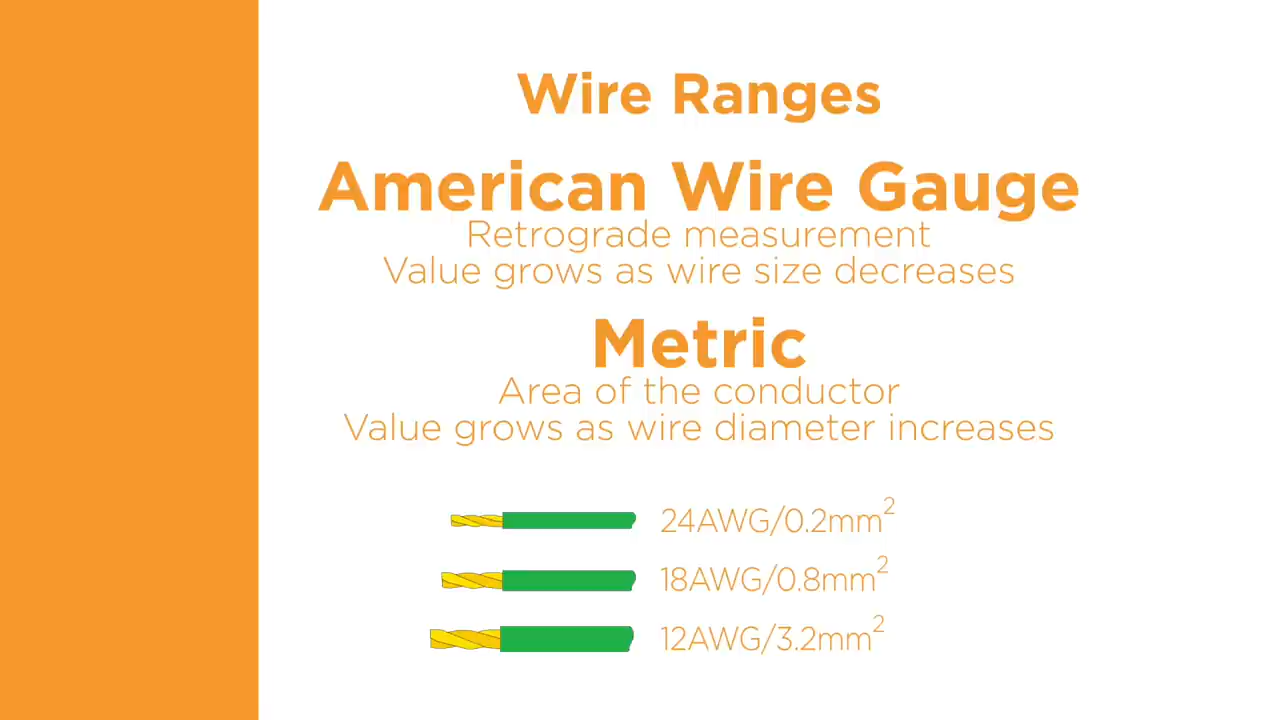 Wire Ranges
American Wire Gauge
Retrograde measurement
Value grows as wire size decreases
Metric
Area of the conductor
Value grows as wire diameter increases
24AWG/0.2mm²
18AWG/0.8mm²
12AWG/3.2mm²